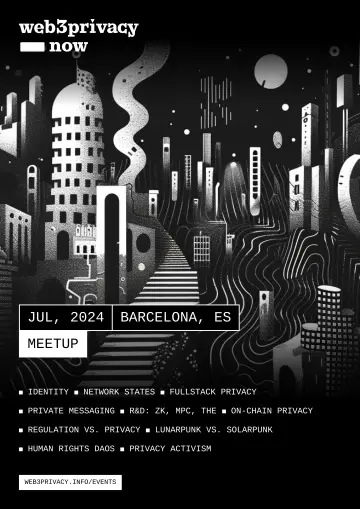 web3privacy
now
JUL, 2024 BARCELONA, ES
MEETUP
■ IDENTITY ■ NETWORK STATES ■ FULLSTACK PRIVACY
■ PRIVATE MESSAGING ■ R&D: ZK, MPC, THE ■ ON-CHAIN PRIVACY
■ REGULATION VS. PRIVACY ■ LUNARPUNK VS. SOLARPUNK
■ HUMAN RIGHTS DAOS ■ PRIVACY ACTIVISM
WEB3PRIVACY.INFO/EVENTS